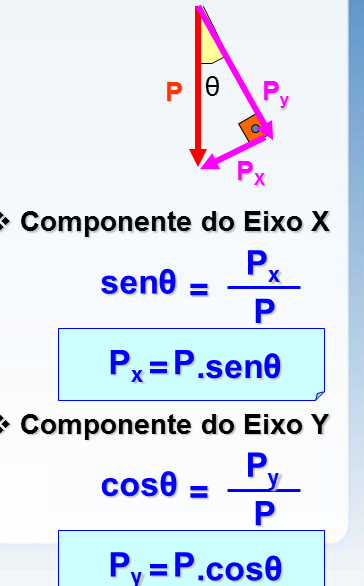 P θ Py
Px
❖ Componente do Eixo X
senθ = Px / P
Px = P.senθ
❖ Componente do Eixo Y
cosθ = Py / P
Py = P.cosθ